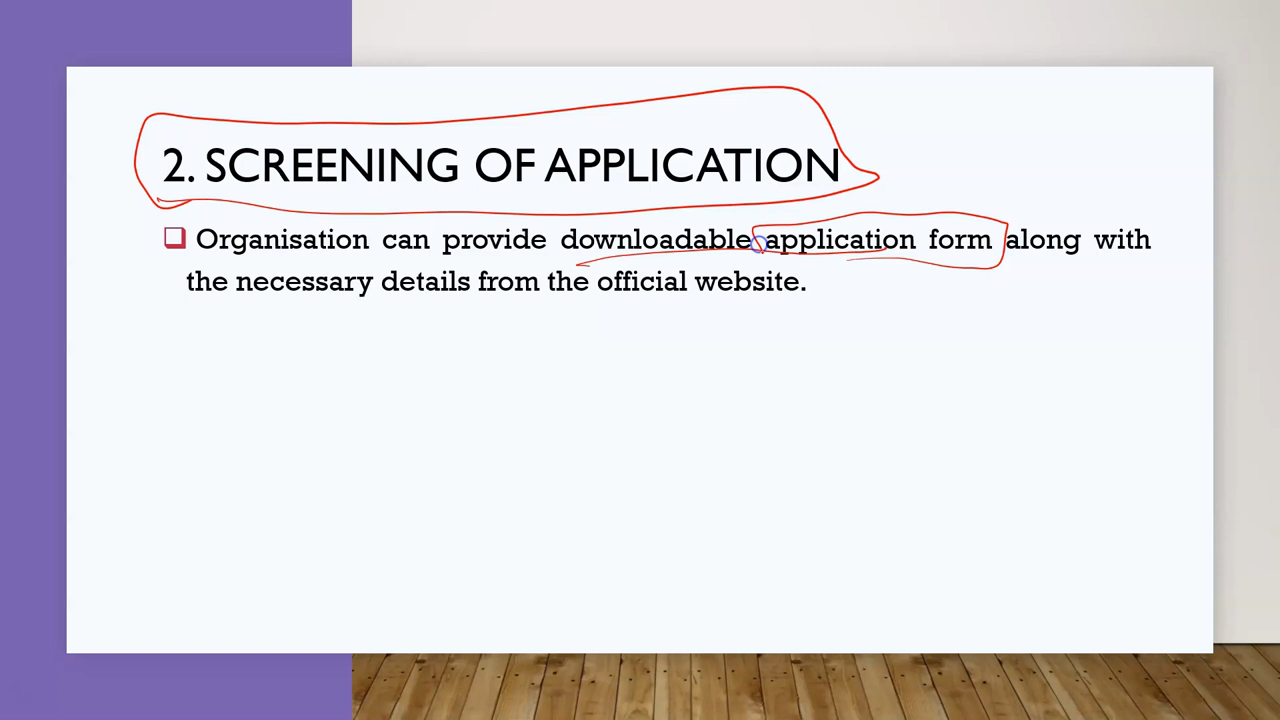 2. SCREENING OF APPLICATION
Organisation can provide downloadable application form along with
the necessary details from the official website.